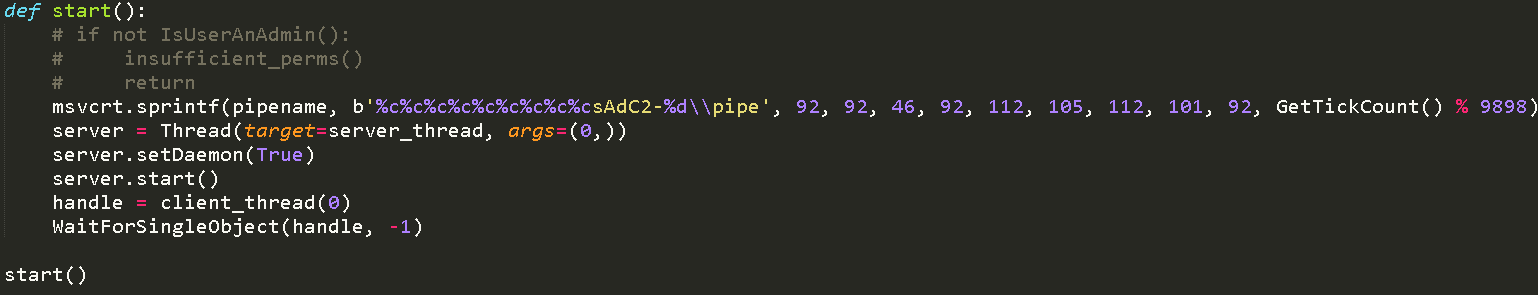 def start():
    # if not IsUserAnAdmin():
    #     insufficient_perms()
    #     return
    msvcrt.sprintf(pipename, b'%c%c%c%c%c%c%c%c%csAdC2-%d\\pipe', 92, 92, 46, 92, 112, 105, 112, 101, 92, GetTickCount() % 9898)
    server = Thread(target=server_thread, args=(0,))
    server.setDaemon(True)
    server.start()
    handle = client_thread(0)
    WaitForSingleObject(handle, -1)

start()